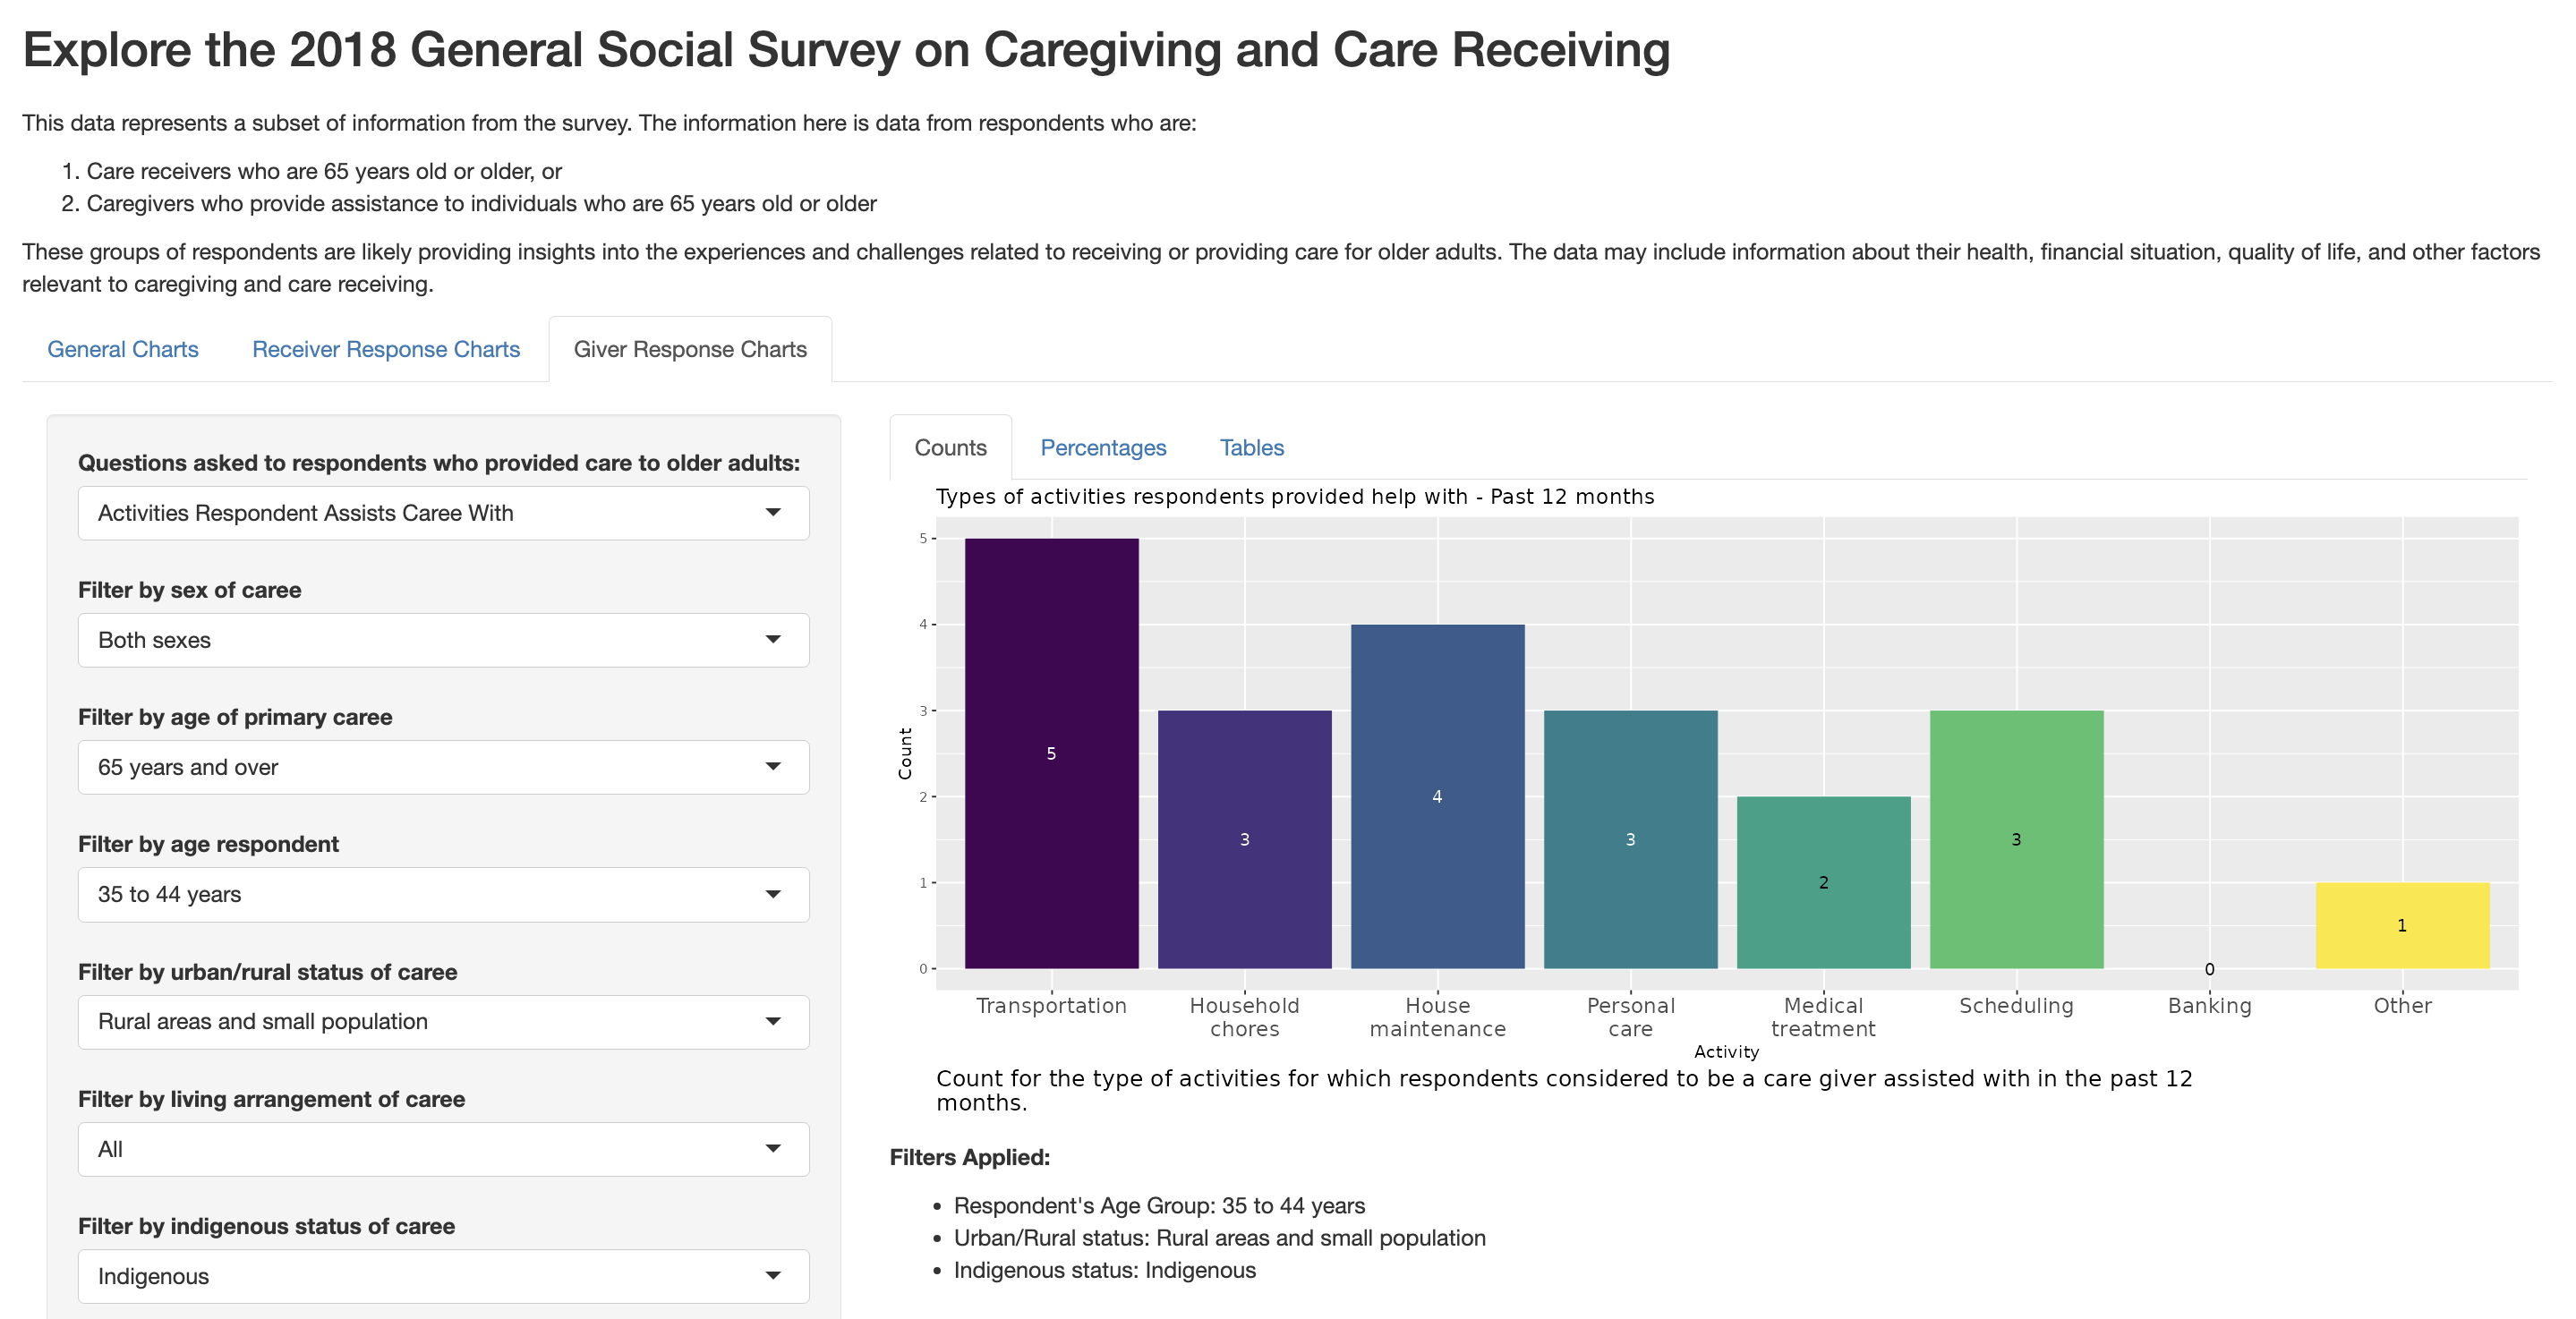 Explore the 2018 General Social Survey on Caregiving and Care Receiving
This data represents a subset of information from the survey. The information here is data from respondents who are:
1. Care receivers who are 65 years old or older, or
2. Caregivers who provide assistance to individuals who are 65 years old or older
These groups of respondents are likely providing insights into the experiences and challenges related to receiving or providing care for older adults. The data may include information about their health, financial situation, quality of life, and other factors
relevant to caregiving and care receiving.
General Charts
Receiver Response Charts
Giver Response Charts
Questions asked to respondents who provided care to older adults:
Activities Respondent Assists Caree With
Filter by sex of caree
Both sexes
Filter by age of primary caree
65 years and over
Filter by age respondent
35 to 44 years
Filter by urban/rural status of caree
Rural areas and small population
Filter by living arrangement of caree
All
Filter by indigenous status of caree
Indigenous
Counts
Percentages
Tables
Types of activities respondents provided help with - Past 12 months
Count
5
4
3
2
1
0
5
3
4
3
2
3
0
1
Transportation
Household
chores
House
maintenance
Personal
care
Medical
treatment
Scheduling
Banking
Other
Activity
Count for the type of activities for which respondents considered to be a care giver assisted with in the past 12
months.
Filters Applied:
• Respondent's Age Group: 35 to 44 years
• Urban/Rural status: Rural areas and small population
• Indigenous status: Indigenous